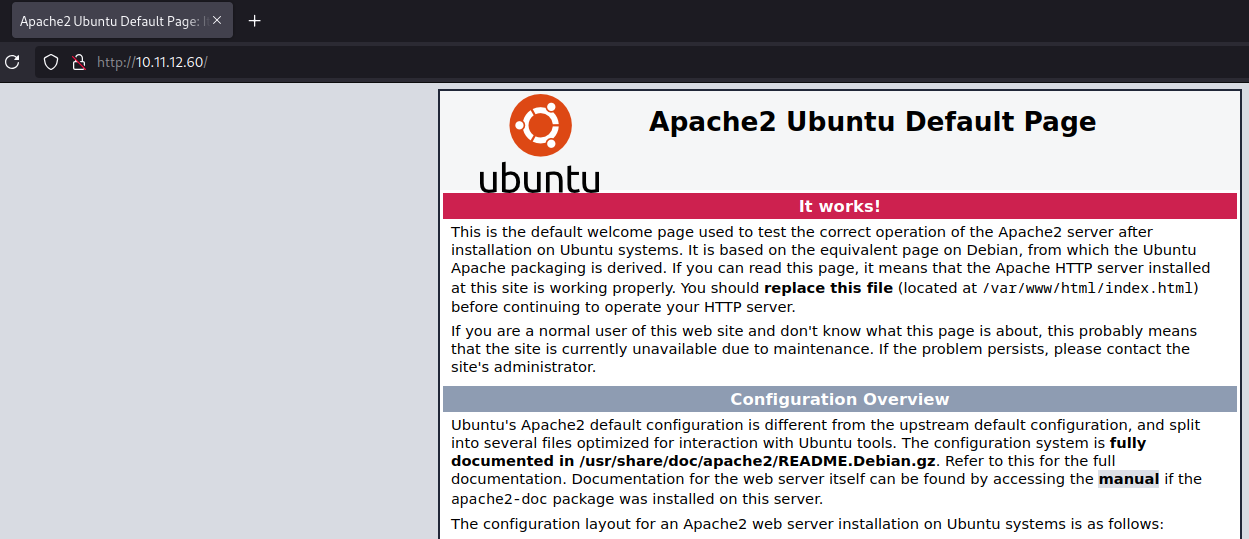 Apache2 Ubuntu Default Page:
http://10.11.12.60/
ubuntu
Apache2 Ubuntu Default Page
It works!
This is the default welcome page used to test the correct operation of the Apache2 server after
installation on Ubuntu systems. It is based on the equivalent page on Debian, from which the Ubuntu
Apache packaging is derived. If you can read this page, it means that the Apache HTTP server installed
at this site is working properly. You should replace this file (located at /var/www/html/index.html)
before continuing to operate your HTTP server.
If you are a normal user of this web site and don't know what this page is about, this probably means
that the site is currently unavailable due to maintenance. If the problem persists, please contact the
site's administrator.
Configuration Overview
Ubuntu's Apache2 default configuration is different from the upstream default configuration, and split
into several files optimized for interaction with Ubuntu tools. The configuration system is fully
documented in /usr/share/doc/apache2/README.Debian.gz. Refer to this for the full
documentation. Documentation for the web server itself can be found by accessing the manual if the
apache2-doc package was installed on this server.
The configuration layout for an Apache2 web server installation on Ubuntu systems is as follows: